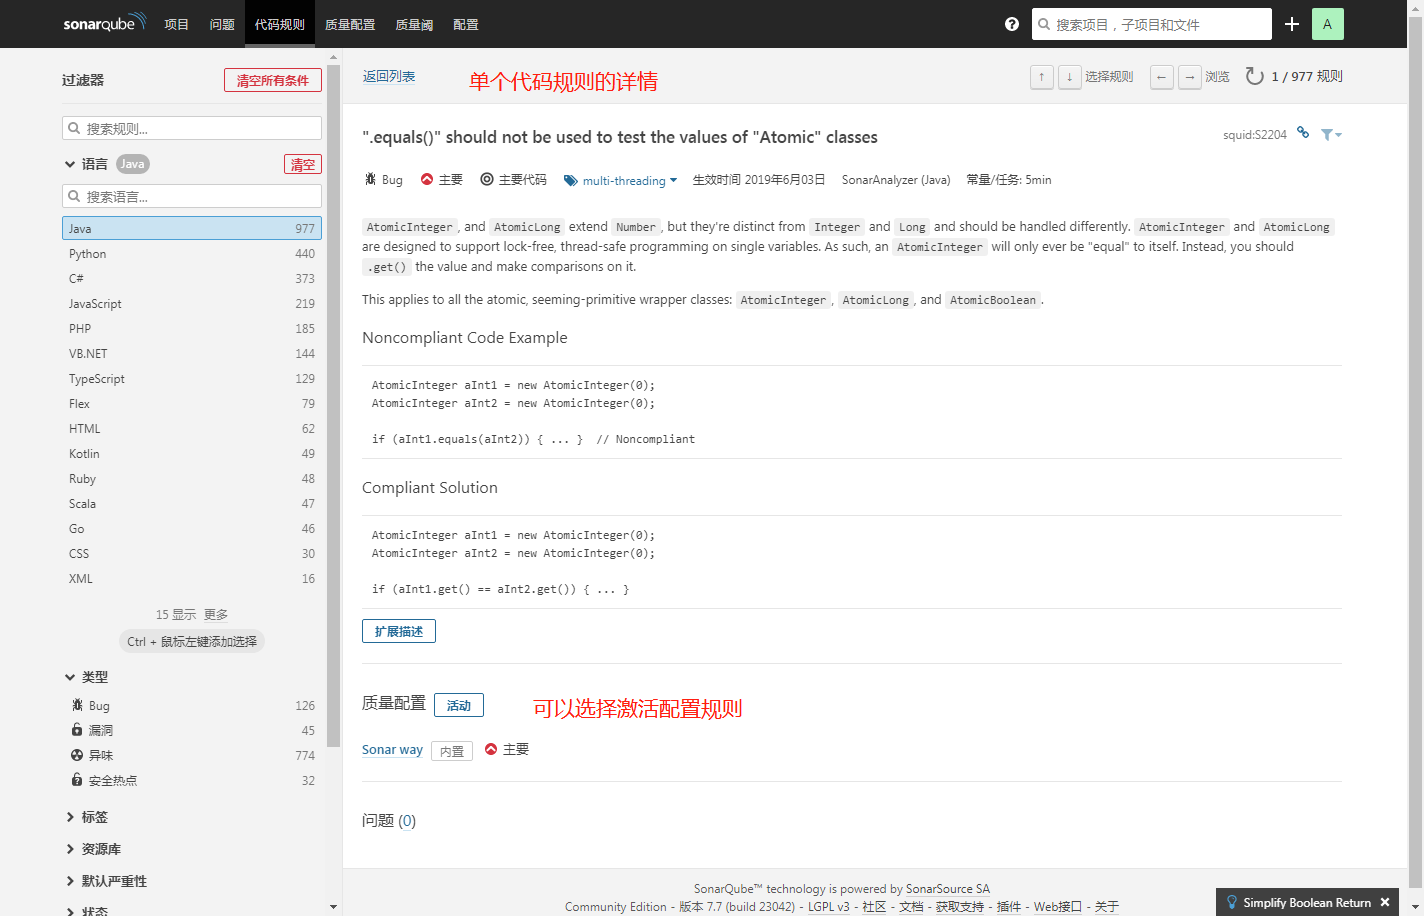 sonarqube 项目 问题 代码规则 质量配置 质量阈 配置 搜索项目，子项目和文件 A
过滤器 清空所有条件
搜索规则...
语言 Java 清空
搜索语言...
Java 977
Python 440
C# 373
JavaScript 219
PHP 185
VB.NET 144
TypeScript 129
Flex 79
HTML 62
Kotlin 49
Ruby 48
Scala 47
Go 46
CSS 30
XML 16
15 显示 更多
Ctrl + 鼠标左键添加选择
类型
Bug 126
漏洞 45
异味 774
安全热点 32
标签
资源库
默认严重性
状态
返回列表 单个代码规则的详情 ↑ ↓ 选择规则 ← → 浏览 1 / 977 规则
".equals()" should not be used to test the values of "Atomic" classes squid:S2204
Bug 主要 主要代码 multi-threading 生效时间 2019年6月03日 SonarAnalyzer (Java) 常量/任务: 5min
AtomicInteger, and AtomicLong extend Number, but they're distinct from Integer and Long and should be handled differently. AtomicInteger and AtomicLong
are designed to support lock-free, thread-safe programming on single variables. As such, an AtomicInteger will only ever be "equal" to itself. Instead, you should
.get() the value and make comparisons on it.
This applies to all the atomic, seeming-primitive wrapper classes: AtomicInteger, AtomicLong, and AtomicBoolean.
Noncompliant Code Example
AtomicInteger aInt1 = new AtomicInteger(0);
AtomicInteger aInt2 = new AtomicInteger(0);
if (aInt1.equals(aInt2)) { ... }  // Noncompliant
Compliant Solution
AtomicInteger aInt1 = new AtomicInteger(0);
AtomicInteger aInt2 = new AtomicInteger(0);
if (aInt1.get() == aInt2.get()) { ... }
扩展描述
质量配置 活动 可以选择激活配置规则
Sonar way 内置 主要
问题 (0)
SonarQube™ technology is powered by SonarSource SA
Community Edition - 版本 7.7 (build 23042) - LGPL v3 - 社区 - 文档 - 获取支持 - 插件 - Web接口 - 关于
Simplify Boolean Return ×